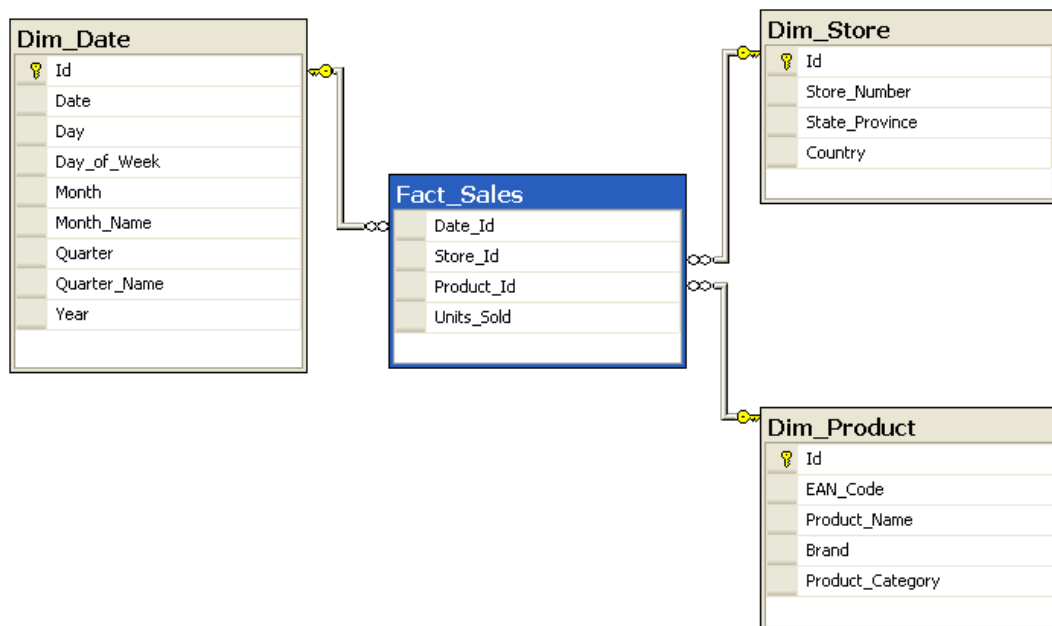 Dim_Date
Id
Date
Day
Day_of_Week
Month
Month_Name
Quarter
Quarter_Name
Year
Fact_Sales
Date_Id
Store_Id
Product_Id
Units_Sold
Dim_Store
Id
Store_Number
State_Province
Country
Dim_Product
Id
EAN_Code
Product_Name
Brand
Product_Category